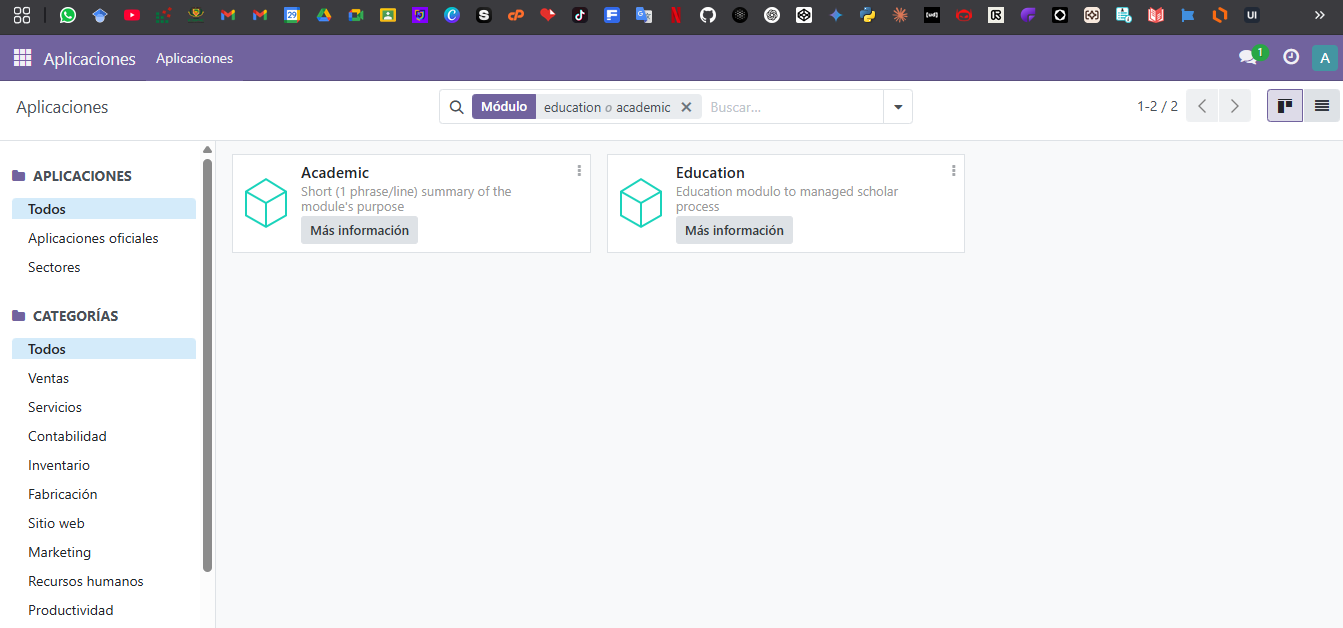 Aplicaciones
Aplicaciones
1
A
Aplicaciones
Módulo education o academic Buscar...
1-2 / 2
APLICACIONES
Todos
Aplicaciones oficiales
Sectores
CATEGORÍAS
Todos
Ventas
Servicios
Contabilidad
Inventario
Fabricación
Sitio web
Marketing
Recursos humanos
Productividad
Academic
Short (1 phrase/line) summary of the
module's purpose
Más información
Education
Education modulo to managed scholar
process
Más información